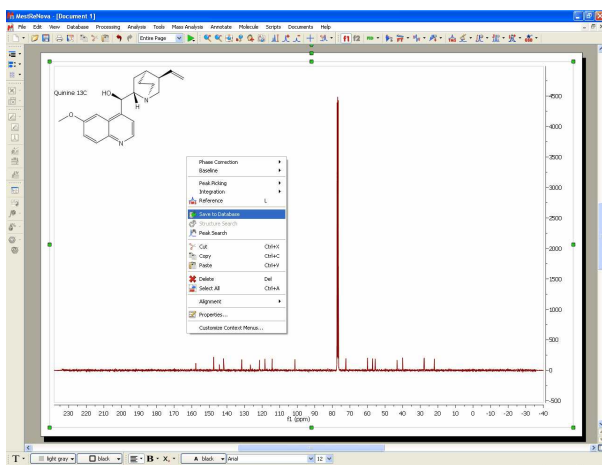 MestReNova - [Document 1]
File Edit View Database Processing Analysis Tools Mass Analysis Annotate Molecule Scripts Documents Help
Entire Page
f1 f2
Quinine 13C
HO
N
H
O
N
Phase Correction
Baseline
Peak Picking
Integration
Reference L
Save to Database
Structure Search
Peak Search
Cut Ctrl+X
Copy Ctrl+C
Paste Ctrl+V
Delete Del
Select All Ctrl+A
Alignment
Properties...
Customize Context Menus...
4500
4000
3500
3000
2500
2000
1500
1000
500
0
-500
230 220 210 200 190 180 170 160 150 140 130 120 110 100 90 80 70 60 50 40 30 20 10 0 -10 -20 -30 -40
f1 (ppm)
T light gray black B X A black Arial 12